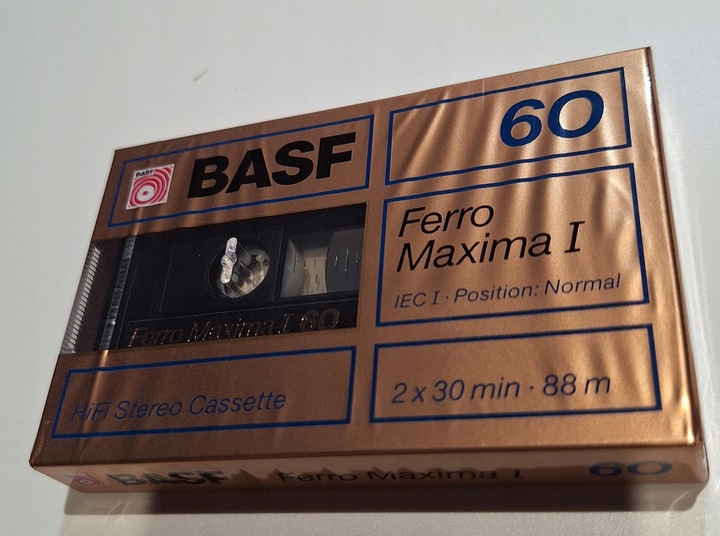 BASF
BASF
60
Ferro
Maxima I
IEC I · Position: Normal
Ferro Maxima I 60
HiFi Stereo Cassette
2 x 30 min · 88 m
BASF Ferro Maxima I 60